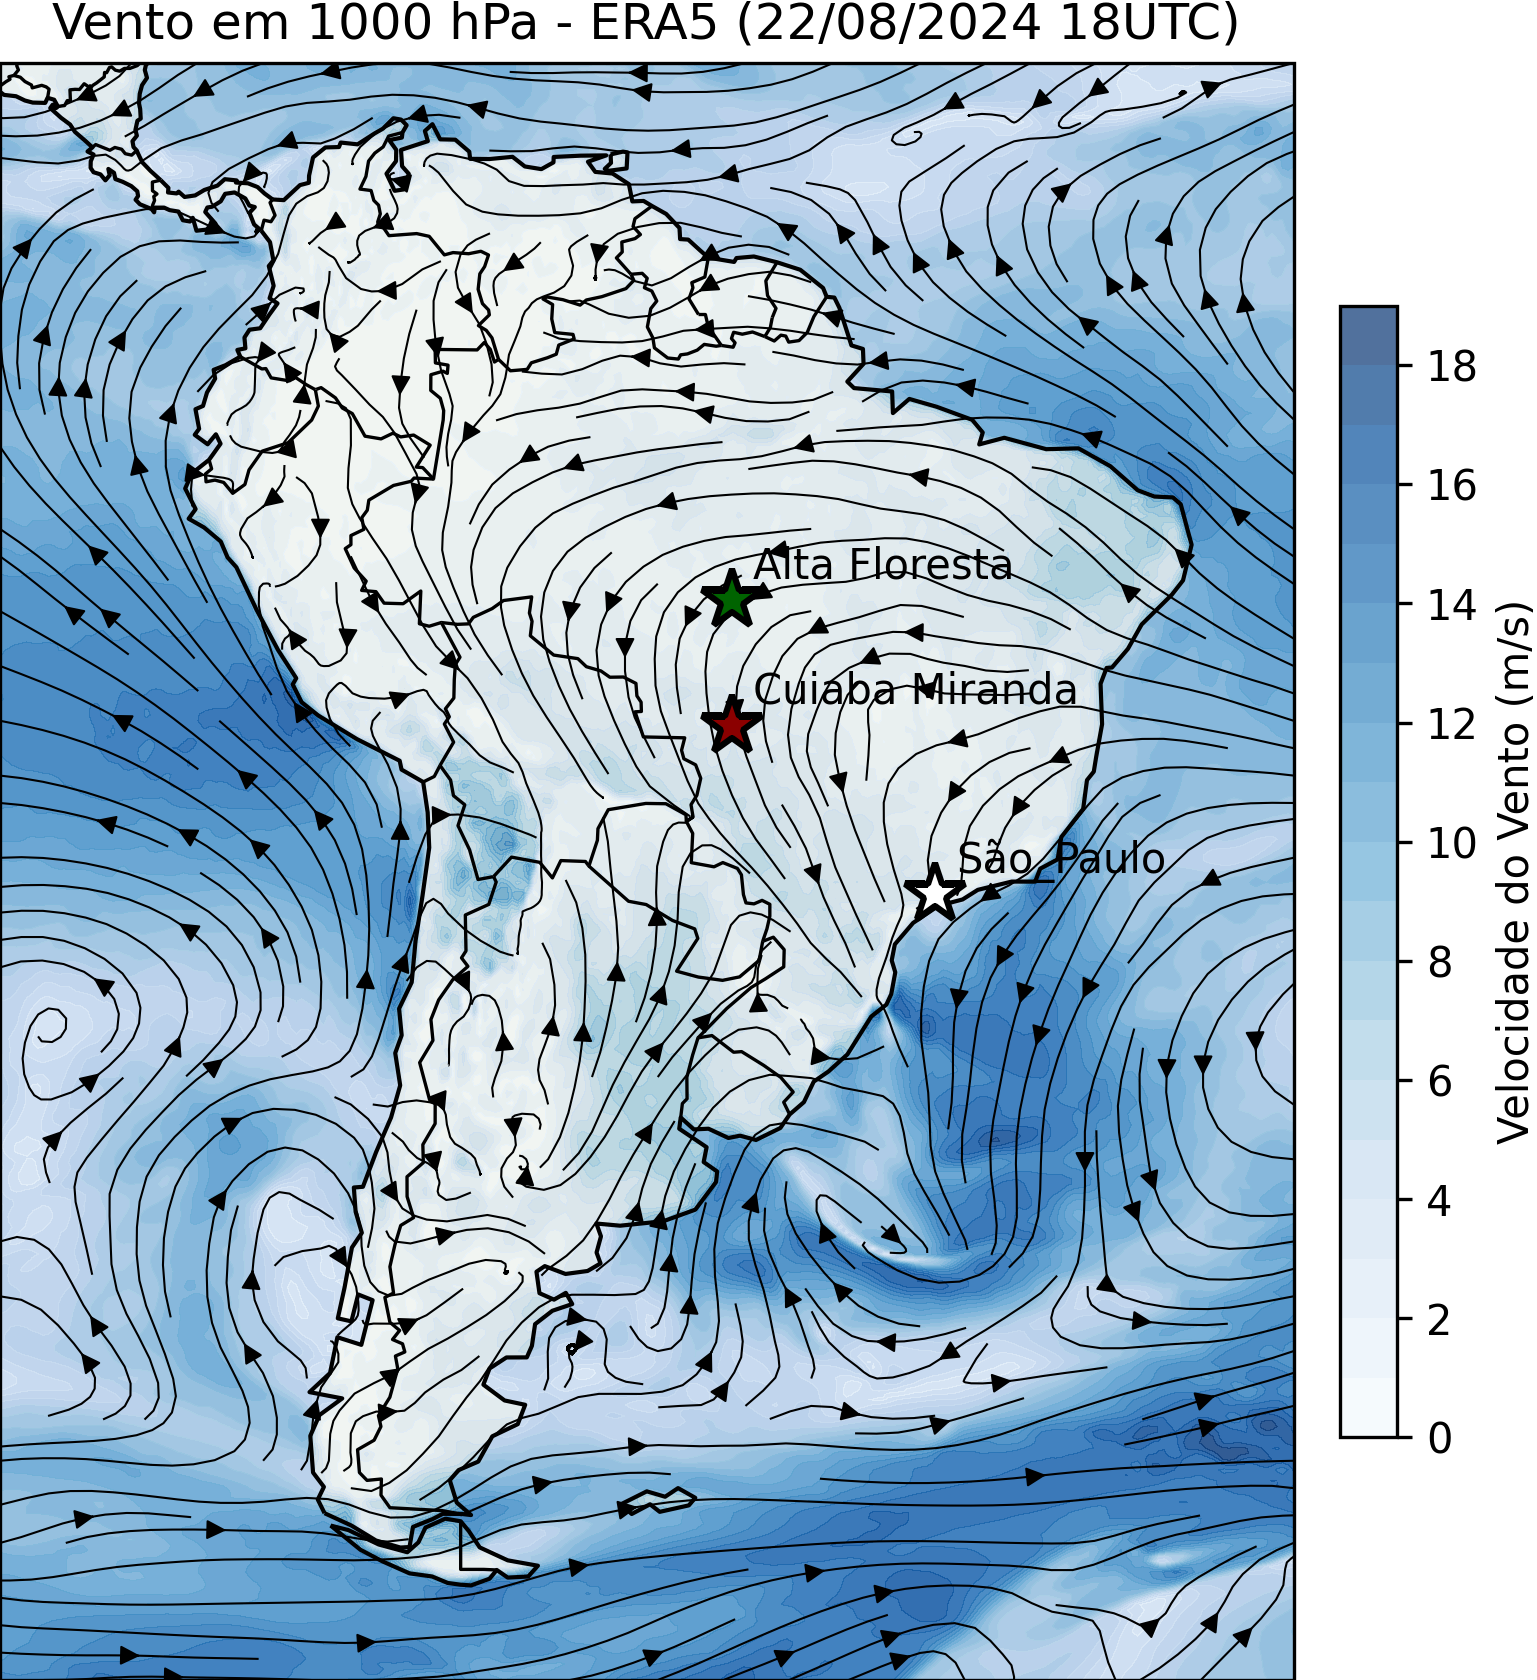 Vento em 1000 hPa - ERA5 (22/08/2024 18UTC)
Alta Floresta
Cuiaba Miranda
São Paulo
18
16
14
12
10
8
6
4
2
0
Velocidade do Vento (m/s)